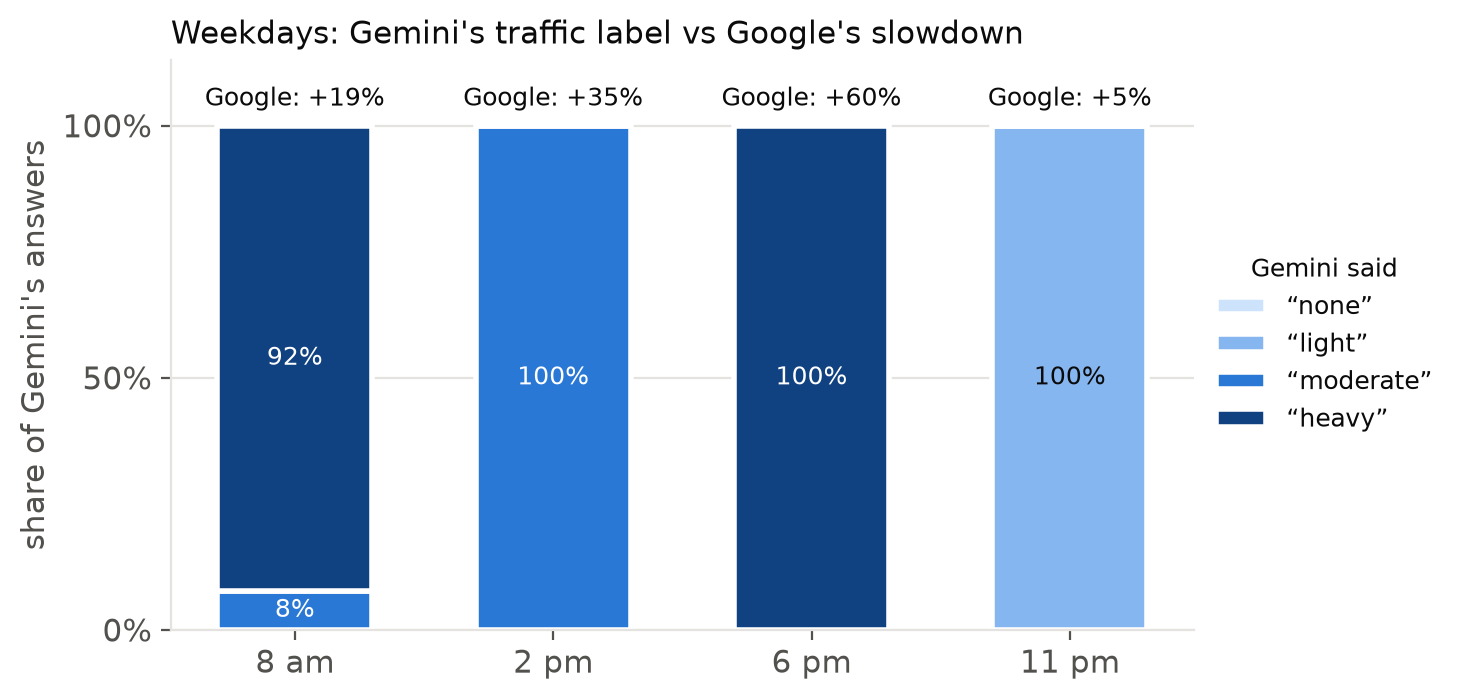 Weekdays: Gemini's traffic label vs Google's slowdown
Google: +19%
Google: +35%
Google: +60%
Google: +5%
share of Gemini's answers
100%
50%
0%
92%
8%
100%
100%
100%
8 am
2 pm
6 pm
11 pm
Gemini said
“none”
“light”
“moderate”
“heavy”